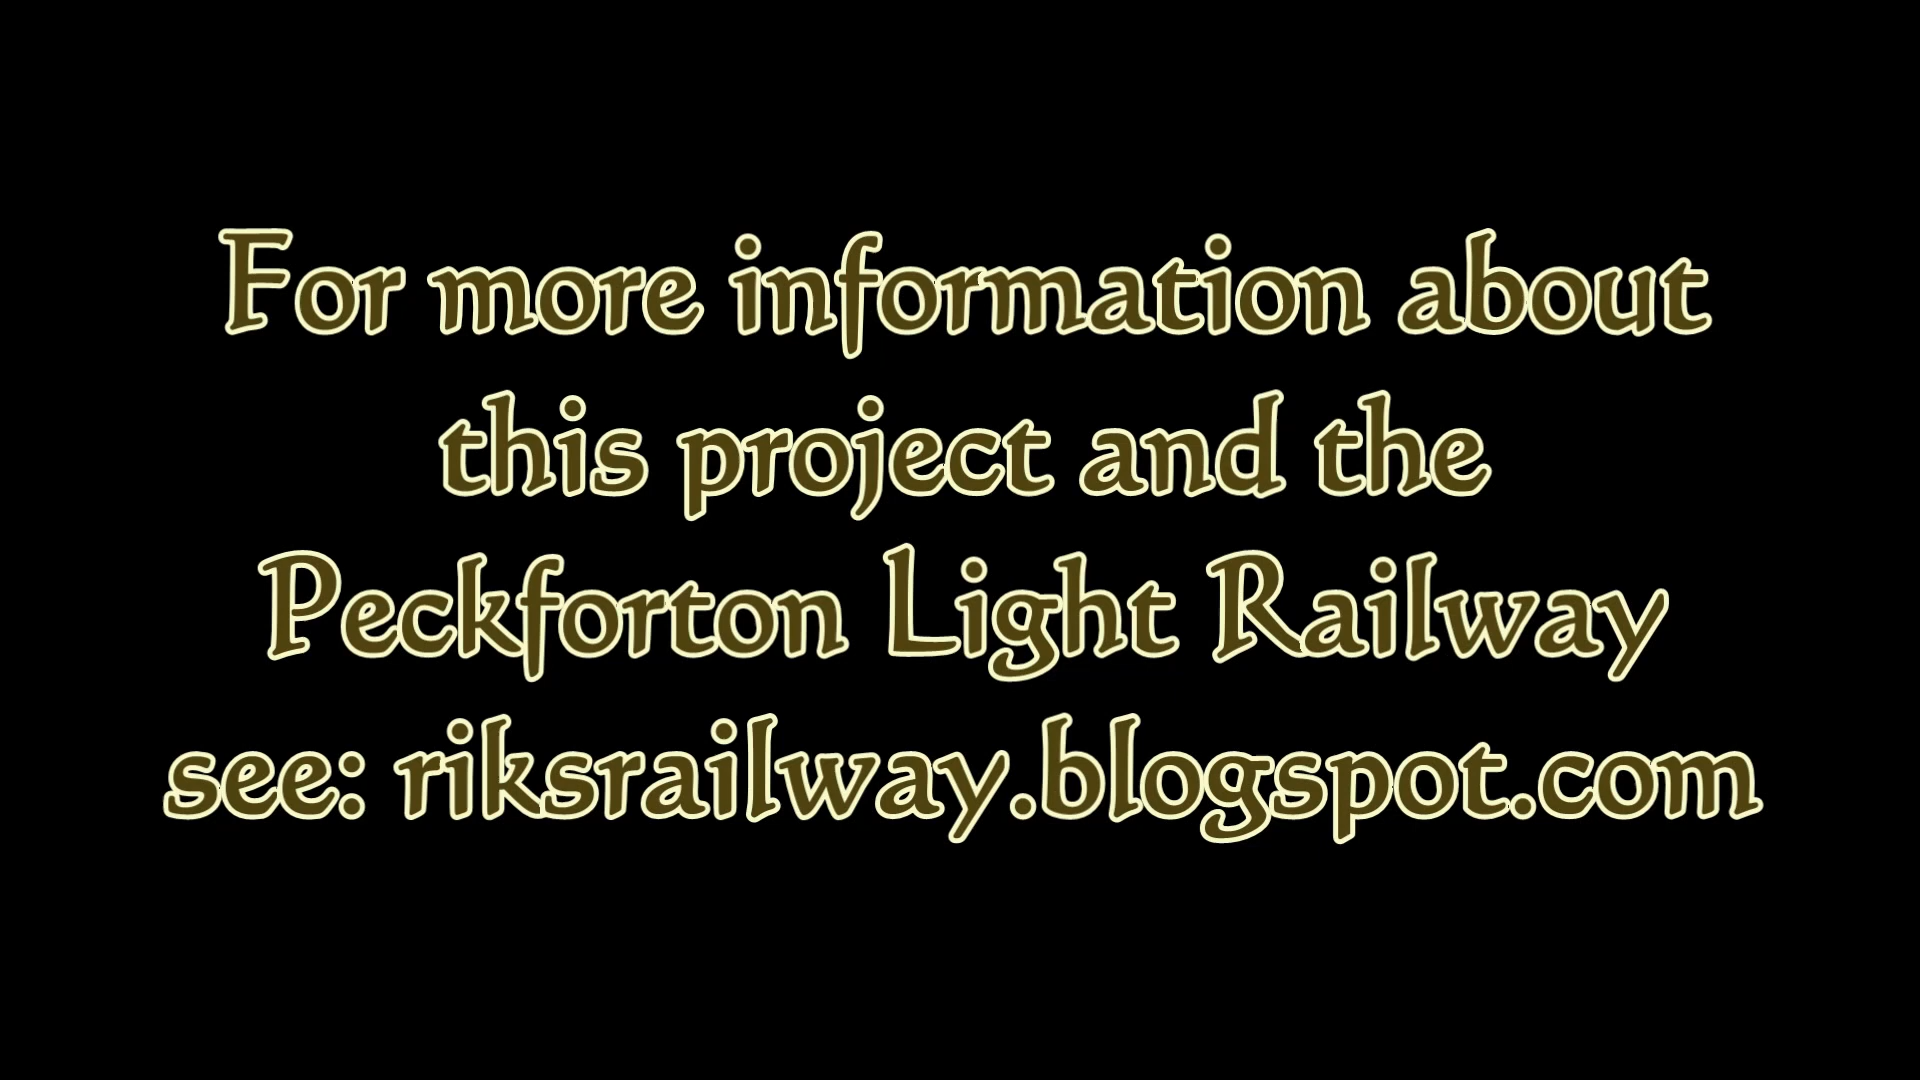 For more information about
this project and the
Peckforton Light Railway
see: riksrailway.blogspot.com